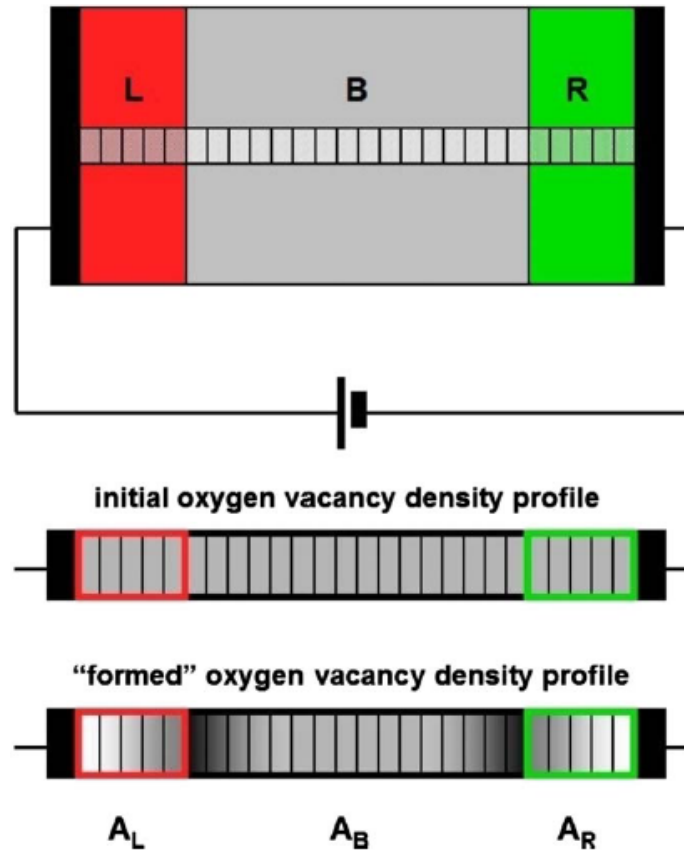 L B R
initial oxygen vacancy density profile
“formed” oxygen vacancy density profile
A_L A_B A_R